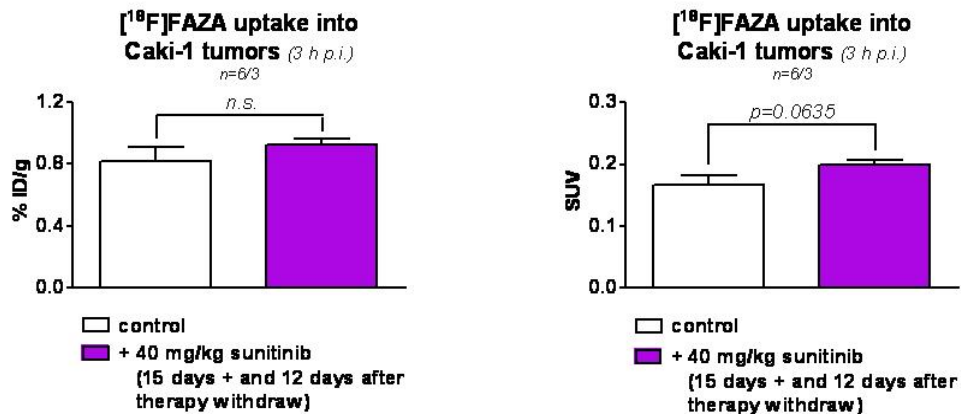 [¹⁸F]FAZA uptake into
Caki-1 tumors (3 h p.i.)
n=6/3
n.s.
1.2
0.8
0.4
0.0
% ID/g
control
+ 40 mg/kg sunitinib
(15 days + and 12 days after
therapy withdraw)
[¹⁸F]FAZA uptake into
Caki-1 tumors (3 h p.i.)
n=6/3
p=0.0635
0.3
0.2
0.1
0.0
SUV
control
+ 40 mg/kg sunitinib
(15 days + and 12 days after
therapy withdraw)